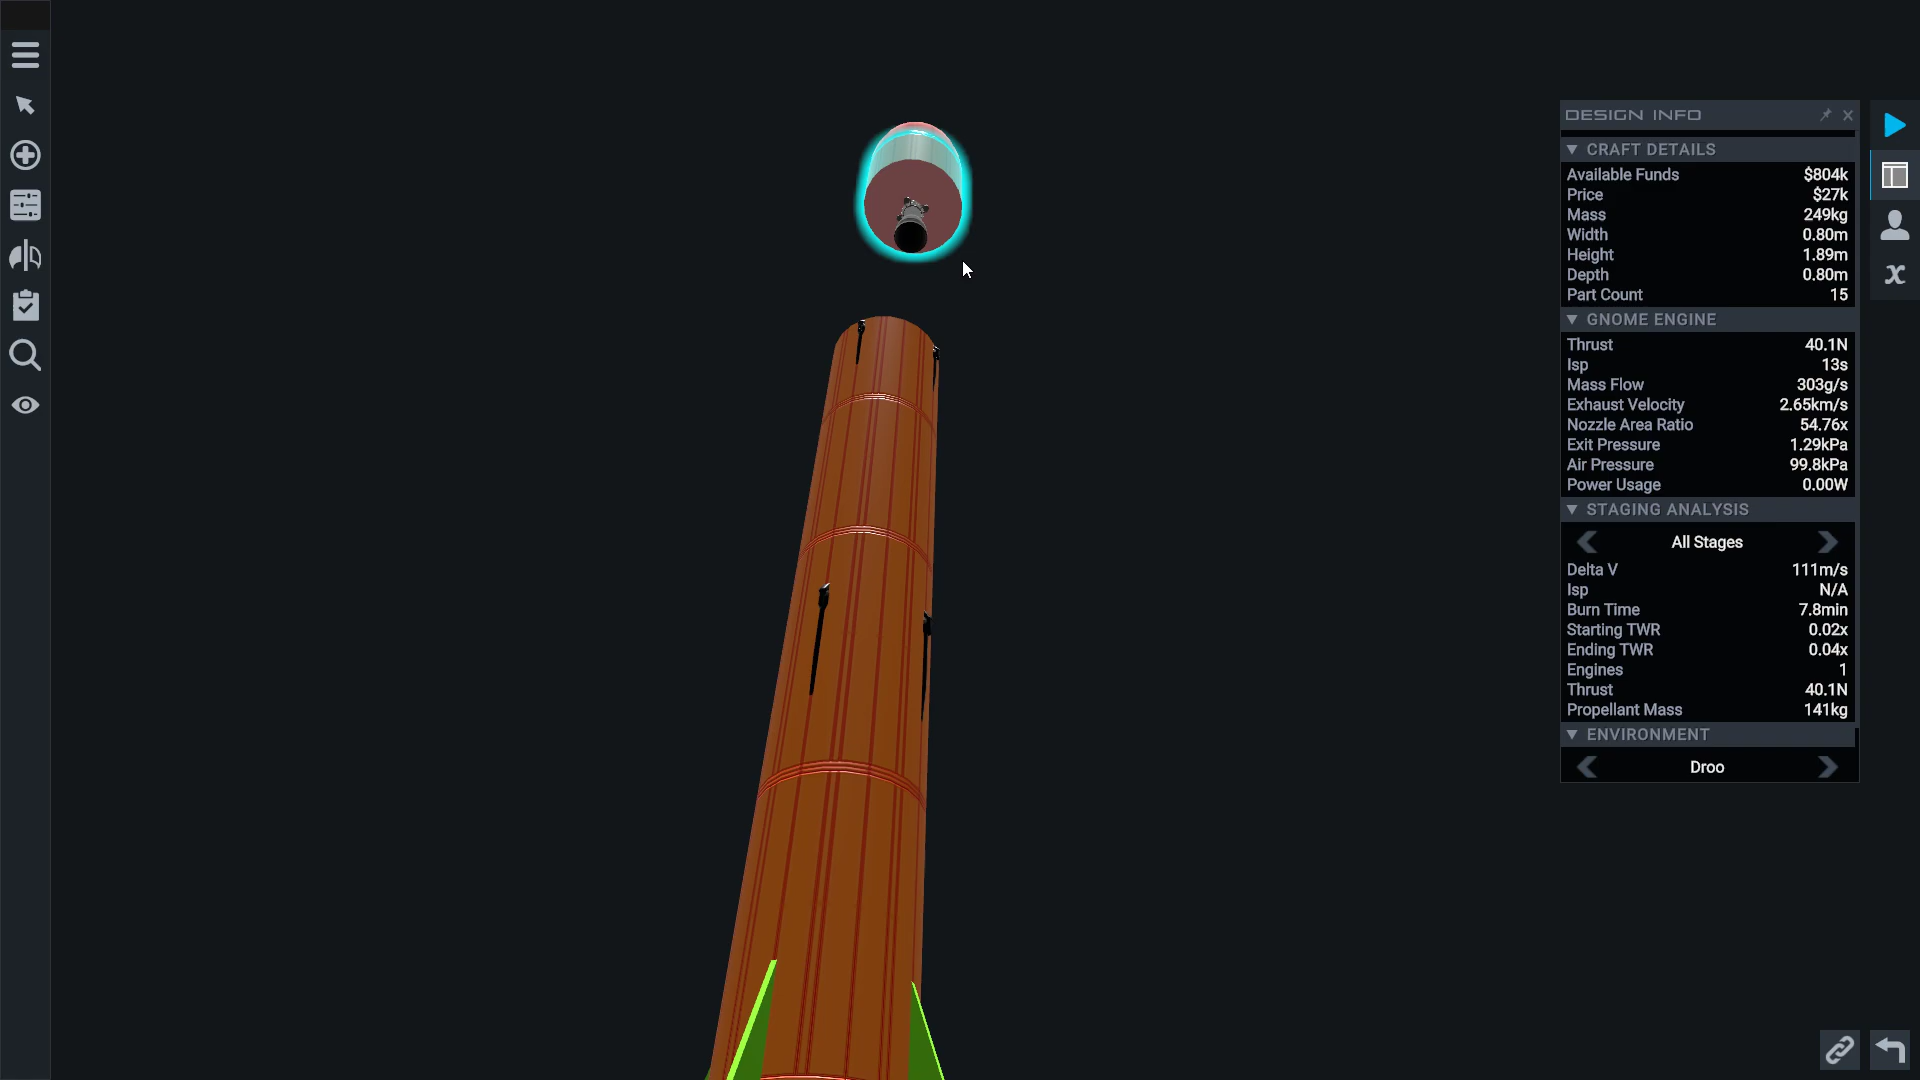 DESIGN INFO
CRAFT DETAILS
Available Funds $804k
Price $27k
Mass 249kg
Width 0.80m
Height 1.89m
Depth 0.80m
Part Count 15
GNOME ENGINE
Thrust 40.1N
Isp 13s
Mass Flow 303g/s
Exhaust Velocity 2.65km/s
Nozzle Area Ratio 54.76x
Exit Pressure 1.29kPa
Air Pressure 99.8kPa
Power Usage 0.00W
STAGING ANALYSIS
All Stages
Delta V 111m/s
Isp N/A
Burn Time 7.8min
Starting TWR 0.02x
Ending TWR 0.04x
Engines 1
Thrust 40.1N
Propellant Mass 141kg
ENVIRONMENT
Droo